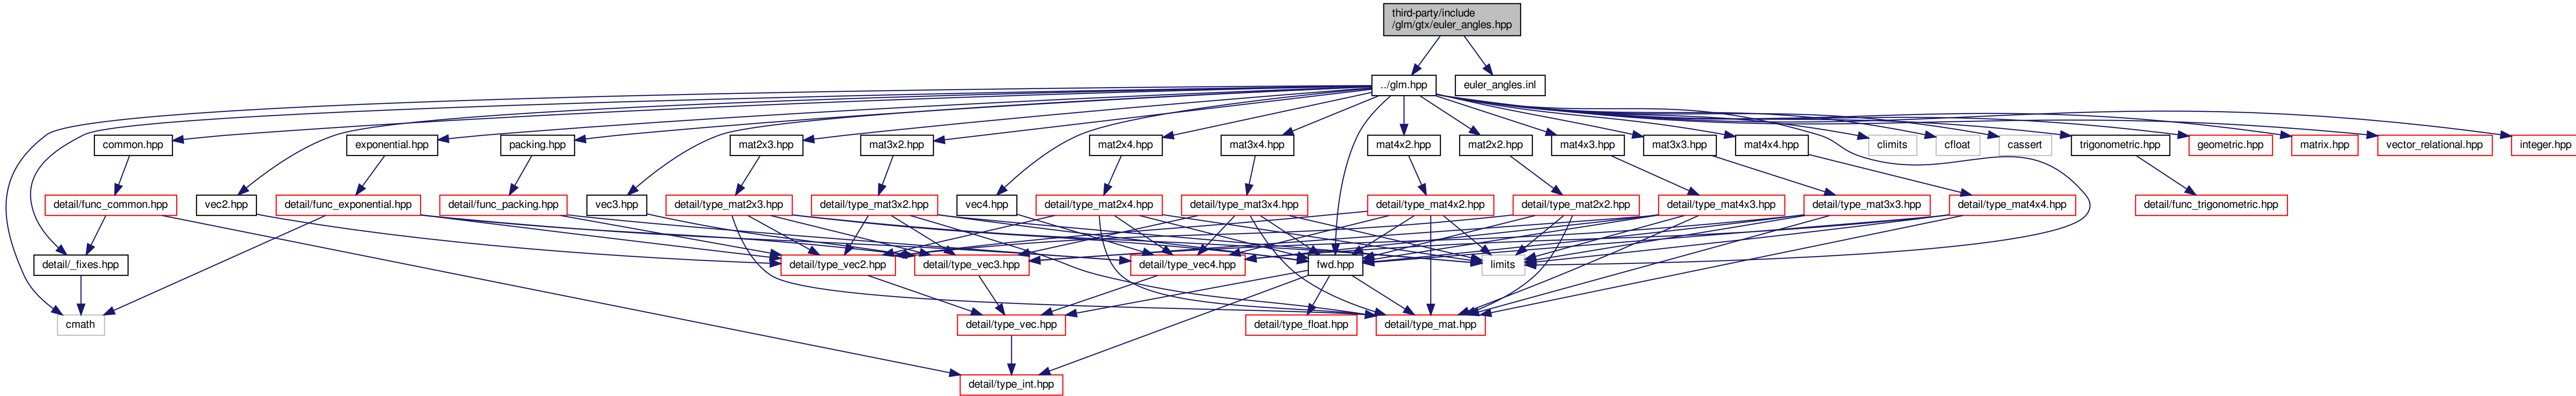 third-party/include
/glm/gtx/euler_angles.hpp
../glm.hpp
euler_angles.inl
common.hpp
exponential.hpp
packing.hpp
mat2x3.hpp
mat3x2.hpp
mat2x4.hpp
mat3x4.hpp
mat4x2.hpp
mat2x2.hpp
mat4x3.hpp
mat3x3.hpp
mat4x4.hpp
climits
cfloat
cassert
trigonometric.hpp
geometric.hpp
matrix.hpp
vector_relational.hpp
integer.hpp
detail/func_common.hpp
vec2.hpp
detail/func_exponential.hpp
detail/func_packing.hpp
vec3.hpp
detail/type_mat2x3.hpp
detail/type_mat3x2.hpp
vec4.hpp
detail/type_mat2x4.hpp
detail/type_mat3x4.hpp
detail/type_mat4x2.hpp
detail/type_mat2x2.hpp
detail/type_mat4x3.hpp
detail/type_mat3x3.hpp
detail/type_mat4x4.hpp
detail/func_trigonometric.hpp
detail/_fixes.hpp
detail/type_vec2.hpp
detail/type_vec3.hpp
detail/type_vec4.hpp
fwd.hpp
limits
cmath
detail/type_vec.hpp
detail/type_float.hpp
detail/type_mat.hpp
detail/type_int.hpp